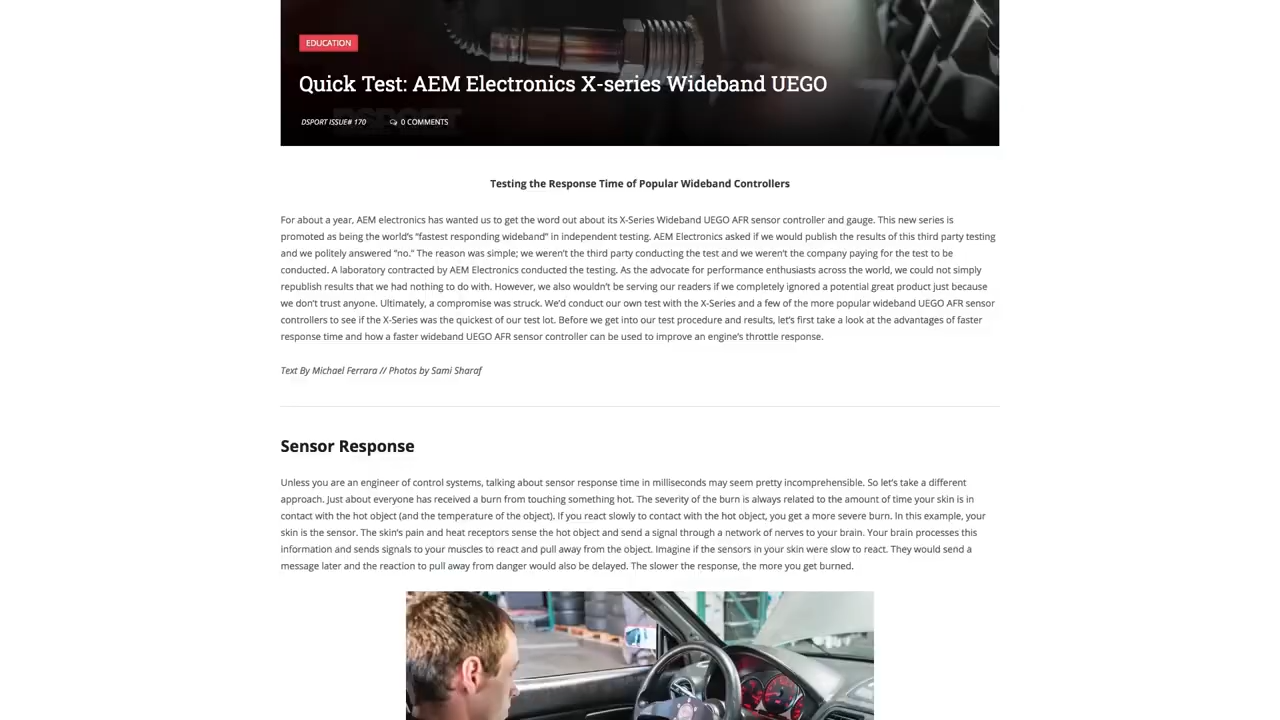 EDUCATION
Quick Test: AEM Electronics X-series Wideband UEGO
DSPORT ISSUE# 170 0 COMMENTS
Testing the Response Time of Popular Wideband Controllers
For about a year, AEM electronics has wanted us to get the word out about its X-Series Wideband UEGO AFR sensor controller and gauge. This new series is
promoted as being the world's "fastest responding wideband" in independent testing. AEM Electronics asked if we would publish the results of this third party testing
and we politely answered "no." The reason was simple; we weren't the third party conducting the test and we weren't the company paying for the test to be
conducted. A laboratory contracted by AEM Electronics conducted the testing. As the advocate for performance enthusiasts across the world, we could not simply
republish results that we had nothing to do with. However, we also wouldn't be serving our readers if we completely ignored a potential great product just because
we don't trust anyone. Ultimately, a compromise was struck. We'd conduct our own test with the X-Series and a few of the more popular wideband UEGO AFR sensor
controllers to see if the X-Series was the quickest of our test lot. Before we get into our test procedure and results, let's first take a look at the advantages of faster
response time and how a faster wideband UEGO AFR sensor controller can be used to improve an engine's throttle response.
Text By Michael Ferrara // Photos by Sami Sharaf
Sensor Response
Unless you are an engineer of control systems, talking about sensor response time in milliseconds may seem pretty incomprehensible. So let's take a different
approach. Just about everyone has received a burn from touching something hot. The severity of the burn is always related to the amount of time your skin is in
contact with the hot object (and the temperature of the object). If you react slowly to contact with the hot object, you get a more severe burn. In this example, your
skin is the sensor. The skin's pain and heat receptors sense the hot object and send a signal through a network of nerves to your brain. Your brain processes this
information and sends signals to your muscles to react and pull away from the object. Imagine if the sensors in your skin were slow to react. They would send a
message later and the reaction to pull away from danger would also be delayed. The slower the response, the more you get burned.